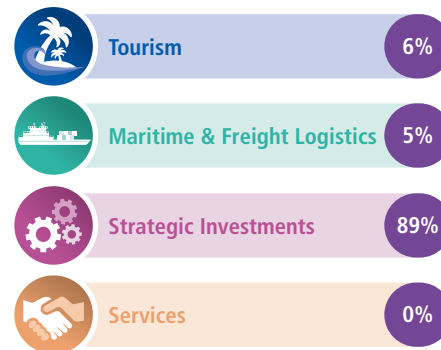 Tourism 6%
Maritime & Freight Logistics 5%
Strategic Investments 89%
Services 0%